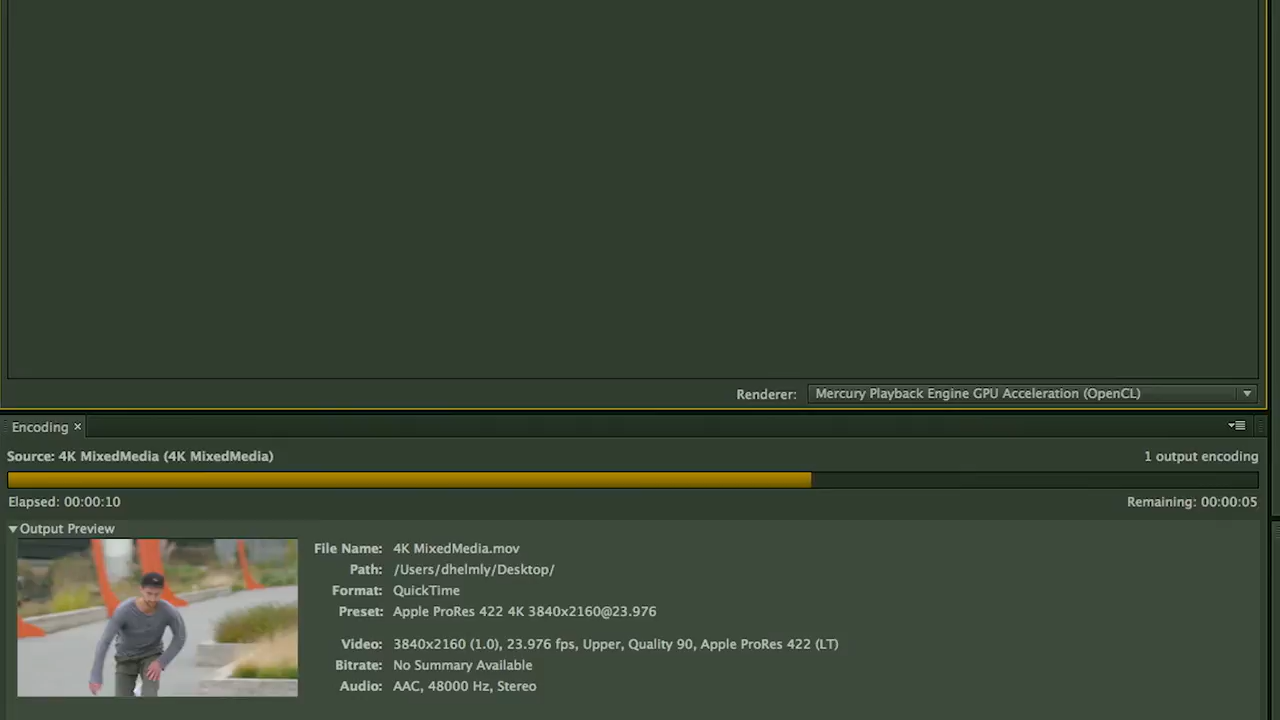 Renderer: Mercury Playback Engine GPU Acceleration (OpenCL)
Encoding ×
Source: 4K MixedMedia (4K MixedMedia) 1 output encoding
Elapsed: 00:00:10 Remaining: 00:00:05
Output Preview
File Name: 4K MixedMedia.mov
Path: /Users/dhelmly/Desktop/
Format: QuickTime
Preset: Apple ProRes 422 4K 3840x2160@23.976
Video: 3840x2160 (1.0), 23.976 fps, Upper, Quality 90, Apple ProRes 422 (LT)
Bitrate: No Summary Available
Audio: AAC, 48000 Hz, Stereo